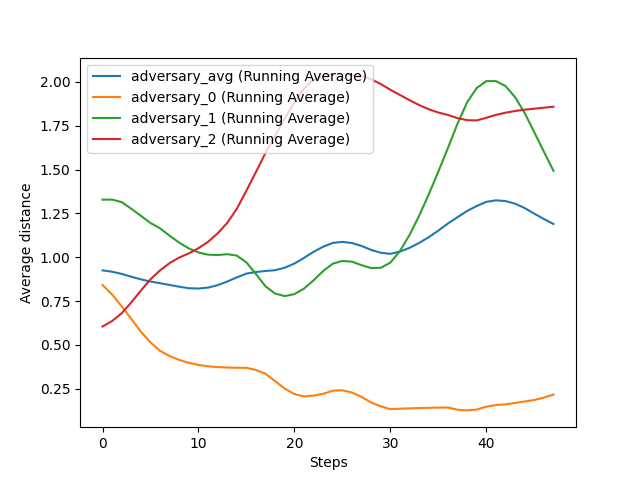 adversary_avg (Running Average)
adversary_0 (Running Average)
adversary_1 (Running Average)
adversary_2 (Running Average)
2.00
1.75
1.50
1.25
1.00
0.75
0.50
0.25
Average distance
0 10 20 30 40
Steps